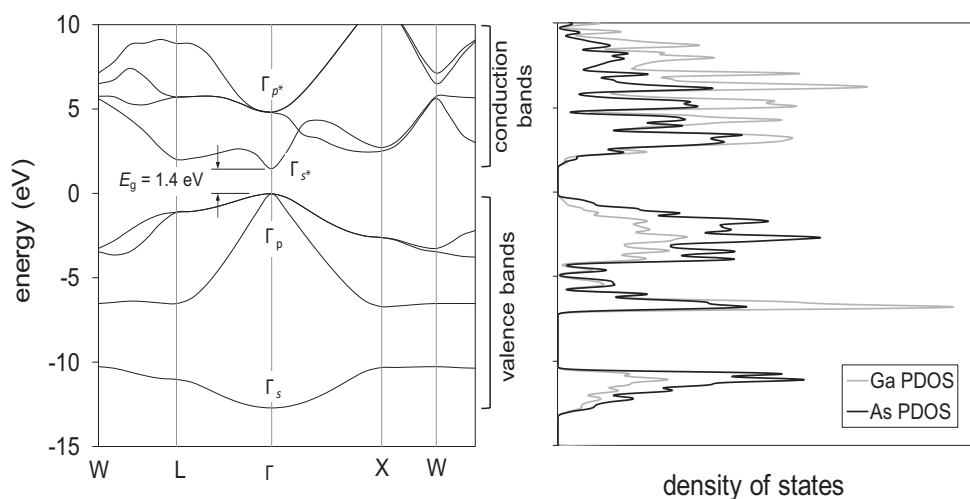 10
5
0
-5
-10
-15
energy (eV)
W
L
Γ
X
W
Γp*
Γs*
Eg = 1.4 eV
Γp
Γs
conduction bands
valence bands
Ga PDOS
As PDOS
density of states